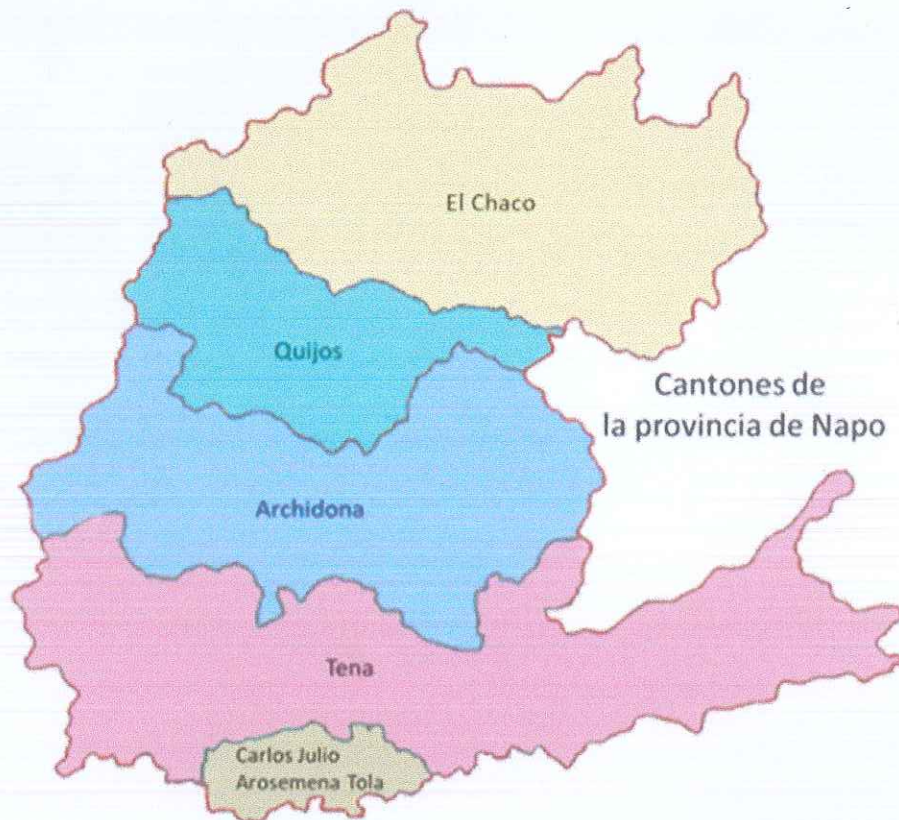 El Chaco
Quijos
Cantones de
la provincia de Napo
Archidona
Tena
Carlos Julio
Arosemena Tola